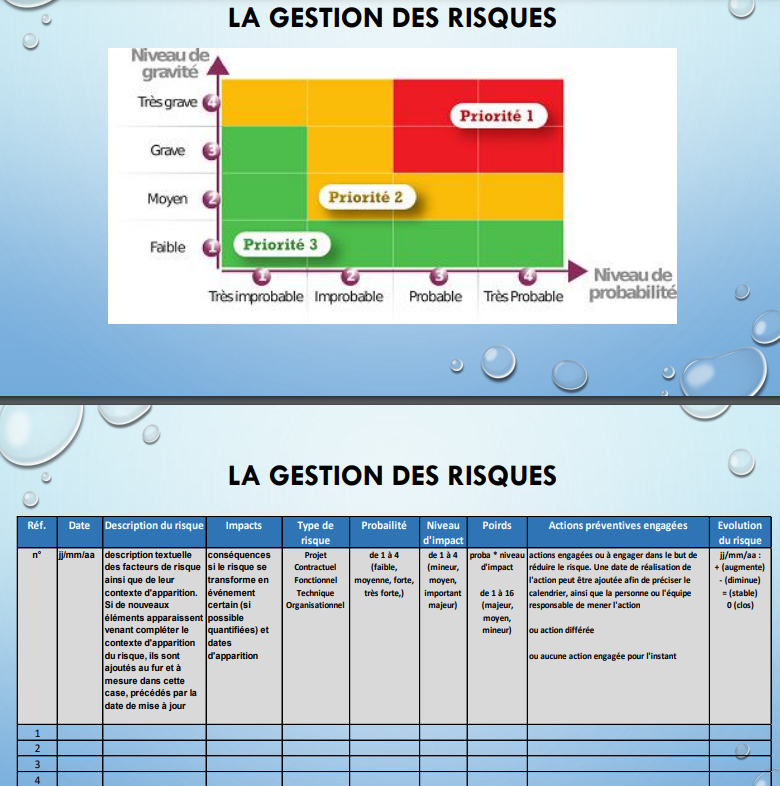 LA GESTION DES RISQUES
Niveau de
gravité
Très grave 4
Priorité 1
Grave 3
Moyen 2
Priorité 2
Faible 1
Priorité 3
1 2 3 4
Très improbable Improbable Probable Très Probable
Niveau de
probabilité
LA GESTION DES RISQUES
Réf. Date Description du risque Impacts Type de risque Probailité Niveau d'impact Poirds Actions préventives engagées Evolution du risque
n°
jj/mm/aa
description textuelle
des facteurs de risque
ainsi que de leur
contexte d'apparition.
Si de nouveaux
éléments apparaissent
venant compléter le
contexte d'apparition
du risque, ils sont
ajoutés au fur et à
mesure dans cette
case, précédés par la
date de mise à jour
conséquences
si le risque se
transforme en
événement
certain (si
possible
quantifiées) et
dates
d'apparition
Projet
Contractuel
Fonctionnel
Technique
Organisationnel
de 1 à 4
(faible,
moyenne, forte,
très forte,)
de 1 à 4
(mineur,
moyen,
important
majeur)
proba * niveau
d'impact
de 1 à 16
(majeur,
moyen,
mineur)
actions engagées ou à engager dans le but de
réduire le risque. Une date de réalisation de
l'action peut être ajoutée afin de préciser le
calendrier, ainsi que la personne ou l'équipe
responsable de mener l'action
ou action différée
ou aucune action engagée pour l'instant
jj/mm/aa :
+ (augmente)
- (diminue)
= (stable)
0 (clos)
1
2
3
4